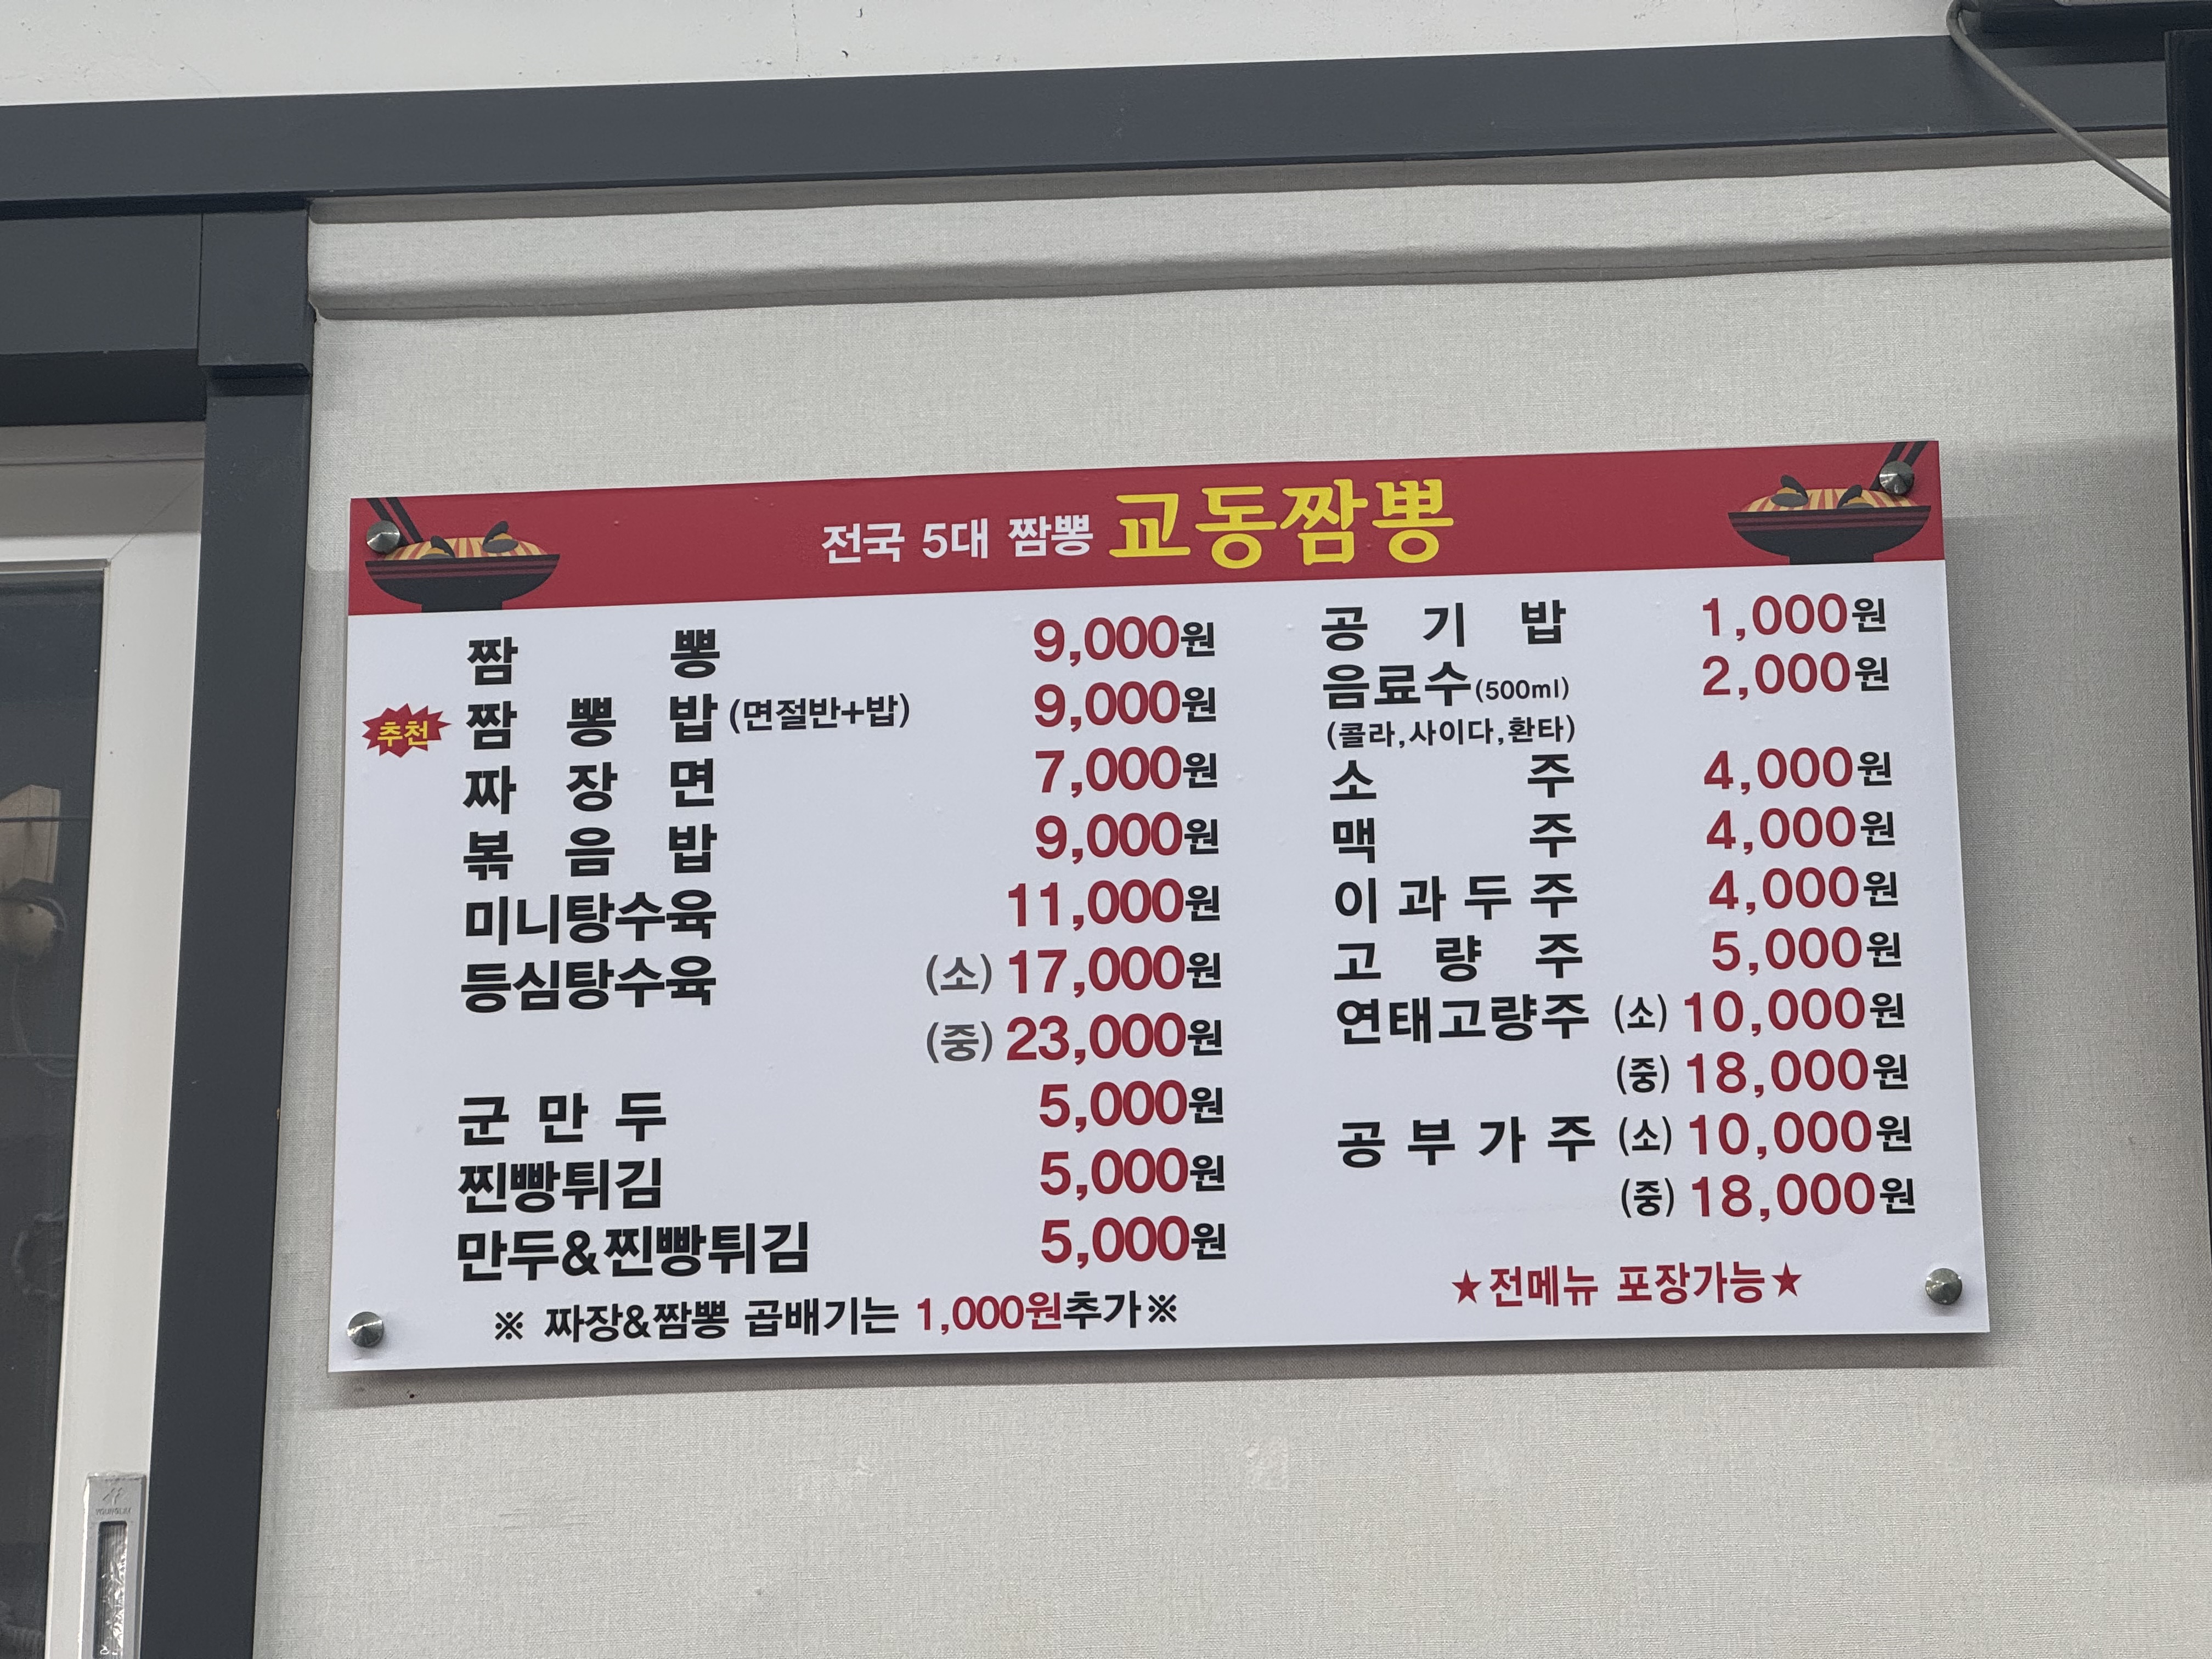 전국 5대 짬뽕 교동짬뽕
짬뽕 9,000원
추천 짬뽕밥 (면절반+밥) 9,000원
짜장면 7,000원
볶음밥 9,000원
미니탕수육 11,000원
등심탕수육 (소) 17,000원
(중) 23,000원
군만두 5,000원
찐빵튀김 5,000원
만두&찐빵튀김 5,000원
※ 짜장&짬뽕 곱배기는 1,000원추가※
공기밥 1,000원
음료수(500ml) 2,000원
(콜라,사이다,환타)
소주 4,000원
맥주 4,000원
이과두주 4,000원
고량주 5,000원
연태고량주 (소) 10,000원
(중) 18,000원
공부가주 (소) 10,000원
(중) 18,000원
★전메뉴 포장가능★